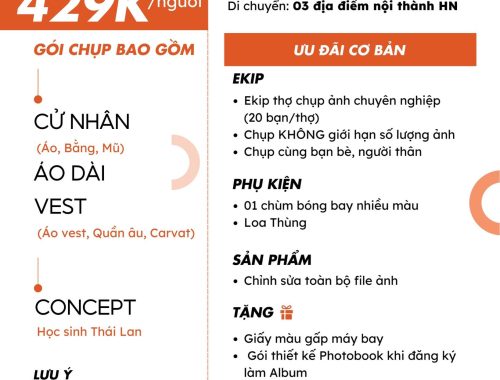 429K/người
GÓI CHỤP BAO GỒM
CỬ NHÂN
(Áo, Bằng, Mũ)
ÁO DÀI
VEST
(Áo vest, Quần âu, Carvat)
CONCEPT
Học sinh Thái Lan
LƯU Ý
Di chuyển: 03 địa điểm nội thành HN
ƯU ĐÃI CƠ BẢN
EKIP
• Ekip thợ chụp ảnh chuyên nghiệp
(20 bạn/thợ)
• Chụp KHÔNG giới hạn số lượng ảnh
• Chụp cùng bạn bè, người thân
PHỤ KIỆN
• 01 chùm bóng bay nhiều màu
• Loa Thùng
SẢN PHẨM
• Chỉnh sửa toàn bộ file ảnh
TẶNG
• Giấy màu gấp máy bay
• Gói thiết kế Photobook khi đăng ký
làm Album